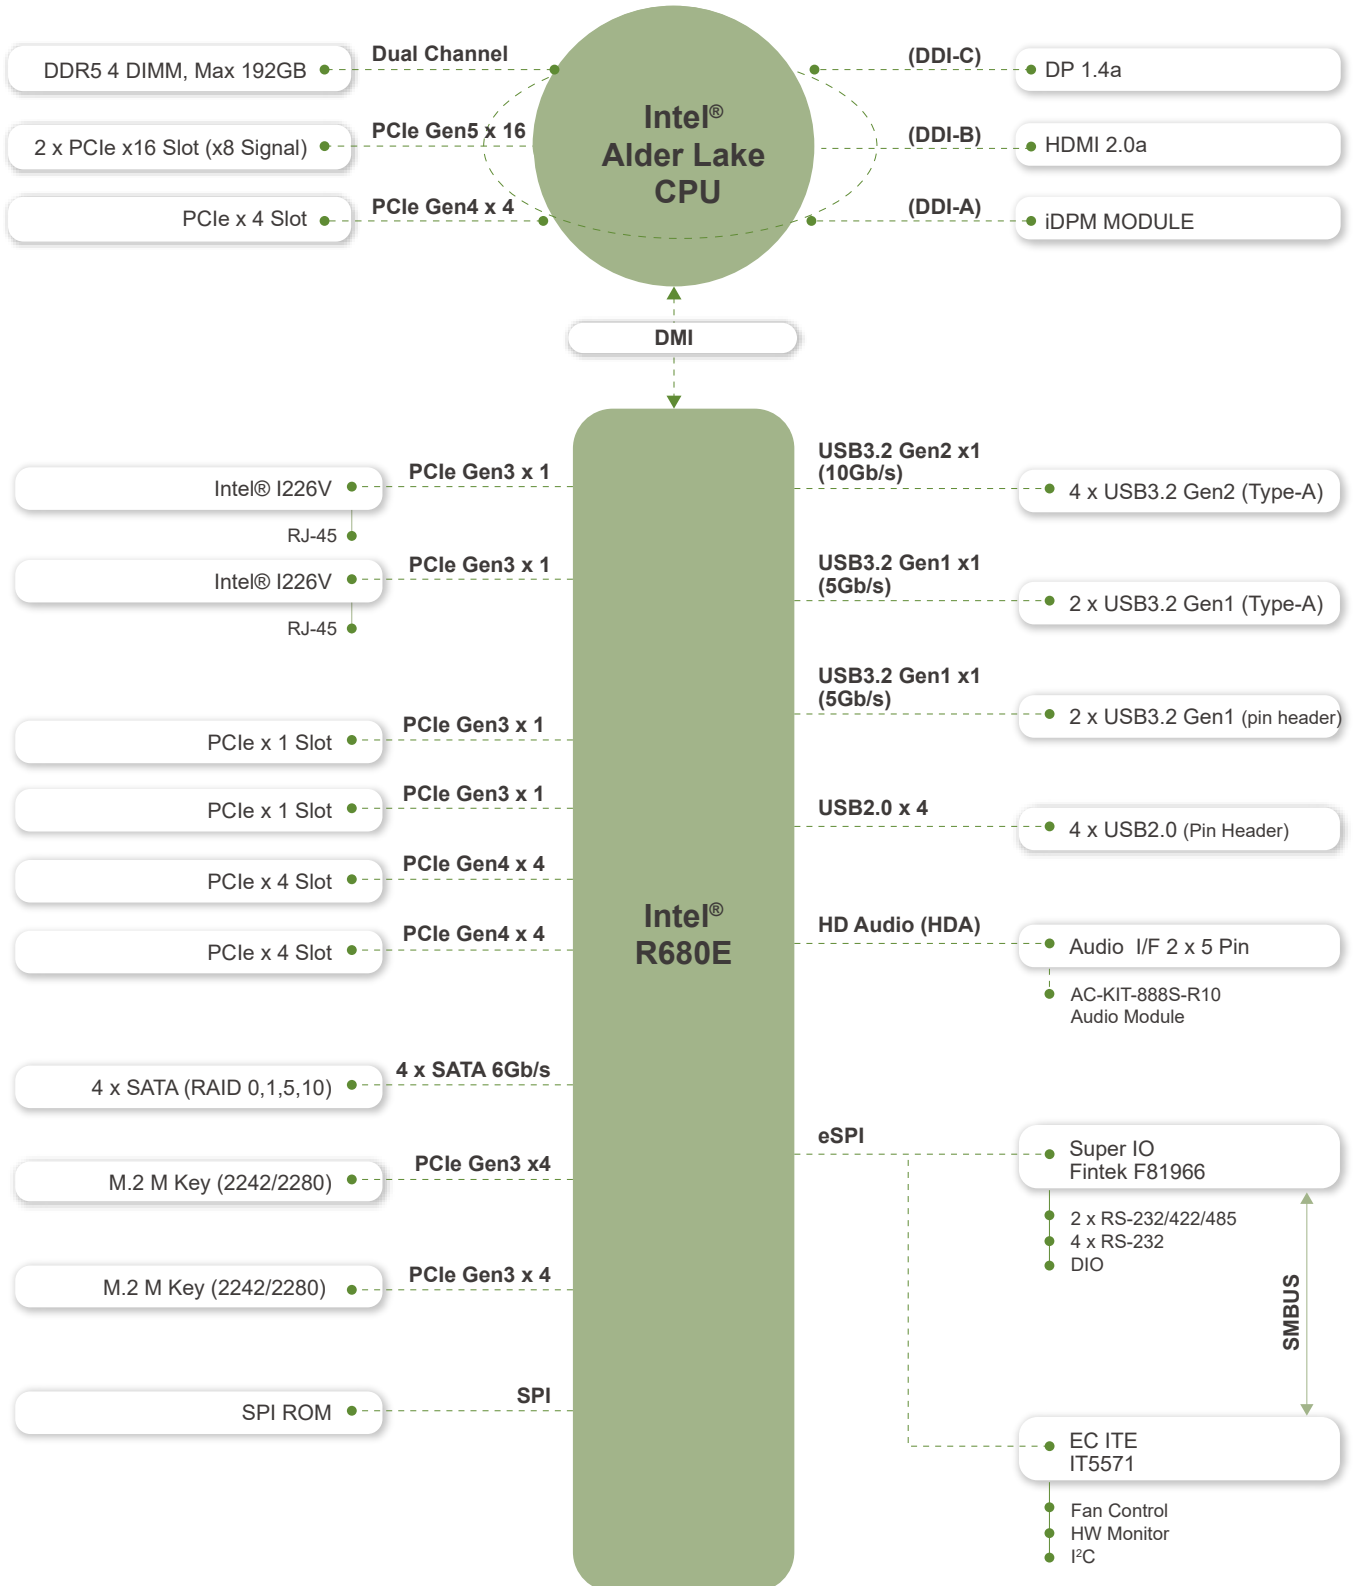 Dual Channel
DDR5 4 DIMM, Max 192GB
PCIe Gen5 x 16
2 x PCIe x16 Slot (x8 Signal)
PCIe Gen4 x 4
PCIe x 4 Slot
Intel®
Alder Lake
CPU
(DDI-C)
DP 1.4a
(DDI-B)
HDMI 2.0a
(DDI-A)
iDPM MODULE
DMI
PCIe Gen3 x 1
Intel® I226V
RJ-45
PCIe Gen3 x 1
Intel® I226V
RJ-45
PCIe Gen3 x 1
PCIe x 1 Slot
PCIe Gen3 x 1
PCIe x 1 Slot
PCIe Gen4 x 4
PCIe x 4 Slot
PCIe Gen4 x 4
PCIe x 4 Slot
4 x SATA 6Gb/s
4 x SATA (RAID 0,1,5,10)
PCIe Gen3 x4
M.2 M Key (2242/2280)
PCIe Gen3 x 4
M.2 M Key (2242/2280)
SPI
SPI ROM
Intel®
R680E
USB3.2 Gen2 x1
(10Gb/s)
4 x USB3.2 Gen2 (Type-A)
USB3.2 Gen1 x1
(5Gb/s)
2 x USB3.2 Gen1 (Type-A)
USB3.2 Gen1 x1
(5Gb/s)
2 x USB3.2 Gen1 (pin header)
USB2.0 x 4
4 x USB2.0 (Pin Header)
HD Audio (HDA)
Audio I/F 2 x 5 Pin
AC-KIT-888S-R10
Audio Module
eSPI
Super IO
Fintek F81966
2 x RS-232/422/485
4 x RS-232
DIO
SMBUS
EC ITE
IT5571
Fan Control
HW Monitor
I²C